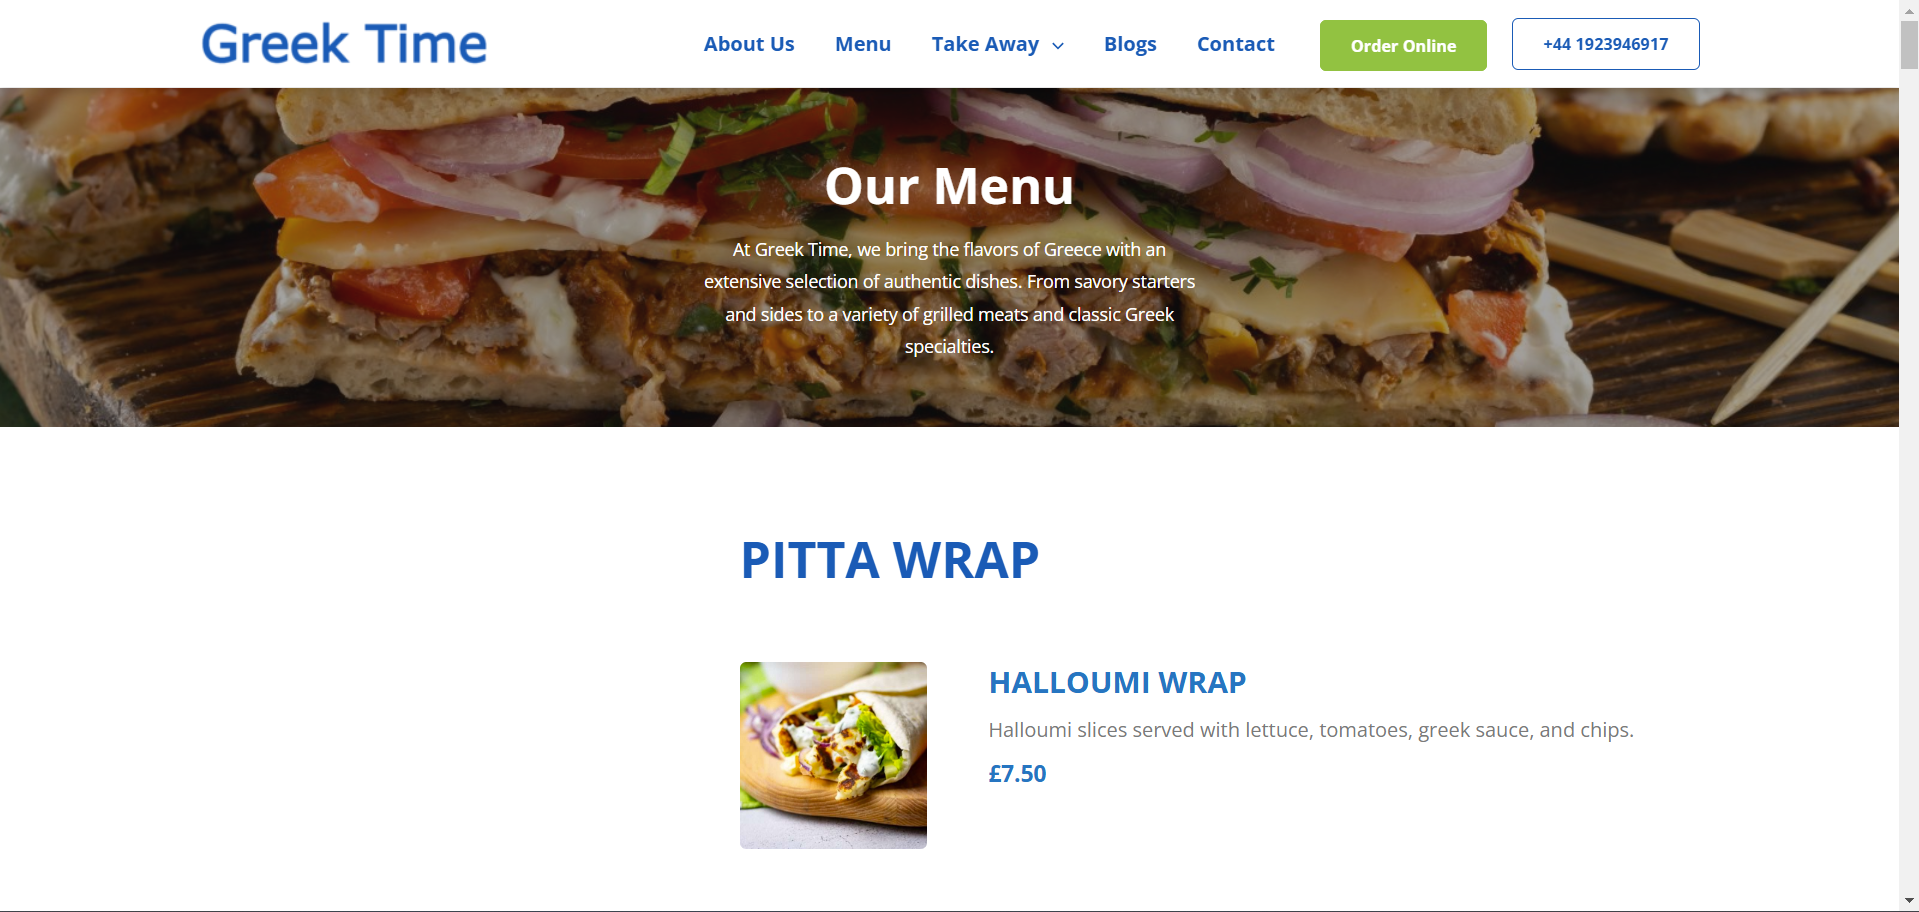 Greek Time
About Us
Menu
Take Away
Blogs
Contact
Order Online
+44 1923946917
Our Menu
At Greek Time, we bring the flavors of Greece with an
extensive selection of authentic dishes. From savory starters
and sides to a variety of grilled meats and classic Greek
specialties.
PITTA WRAP
HALLOUMI WRAP
Halloumi slices served with lettuce, tomatoes, greek sauce, and chips.
£7.50